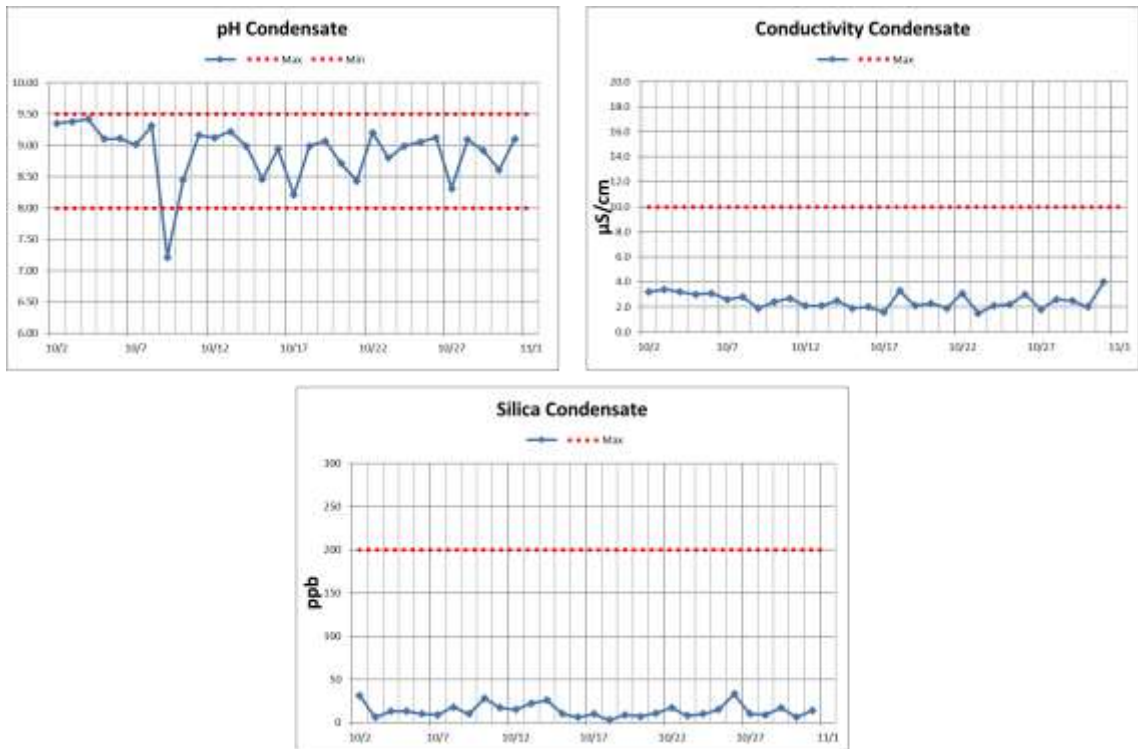 pH Condensate
Max Min
10.00
9.50
9.00
8.50
8.00
7.50
7.00
6.50
6.00
10/2 10/7 10/12 10/17 10/22 10/27 11/1
Conductivity Condensate
Max
µS/cm
20.0
18.0
16.0
14.0
12.0
10.0
8.0
6.0
4.0
2.0
0.0
10/2 10/7 10/12 10/17 10/22 10/27 11/1
Silica Condensate
Max
ppb
300
250
200
150
100
50
0
10/2 10/7 10/12 10/17 10/22 10/27 11/1